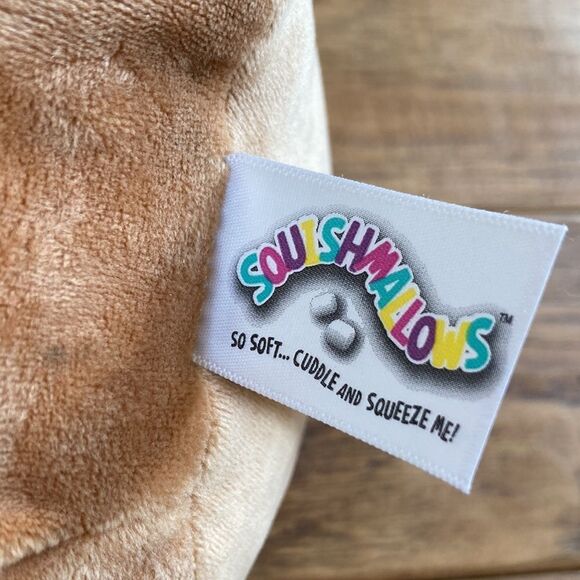 SQUISHMALLOWS™
SO SOFT... CUDDLE AND SQUEEZE ME!